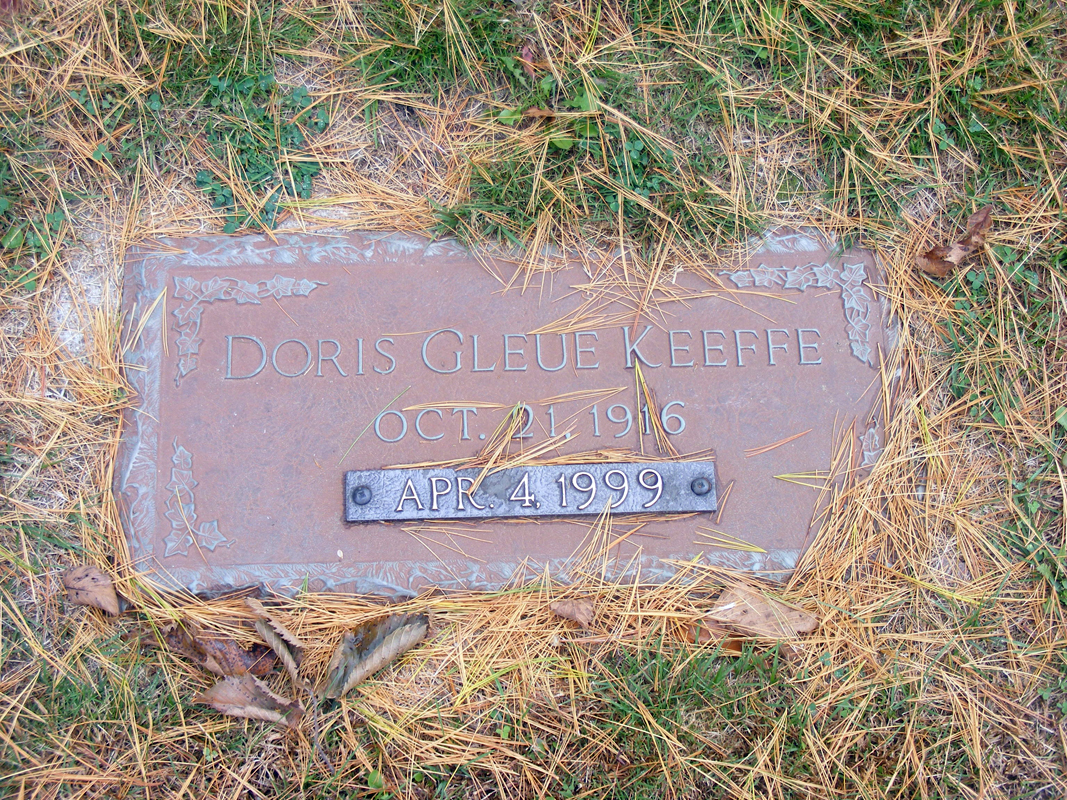 DORIS GLEUE KEEFFE
OCT. 21, 1916
APR. 4, 1999